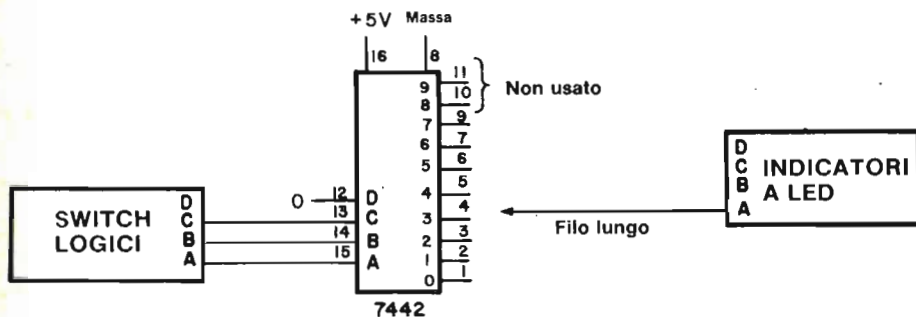 +5V Massa
16 8
9 11
8 10
Non usato
7 9
6 7
5 6
4 5
3 4
2 3
1 2
0 1
0 12 D
13 C
14 B
15 A
7442
SWITCH
LOGICI
D
C
B
A
Filo lungo
D
C
B
A
INDICATORI
A LED